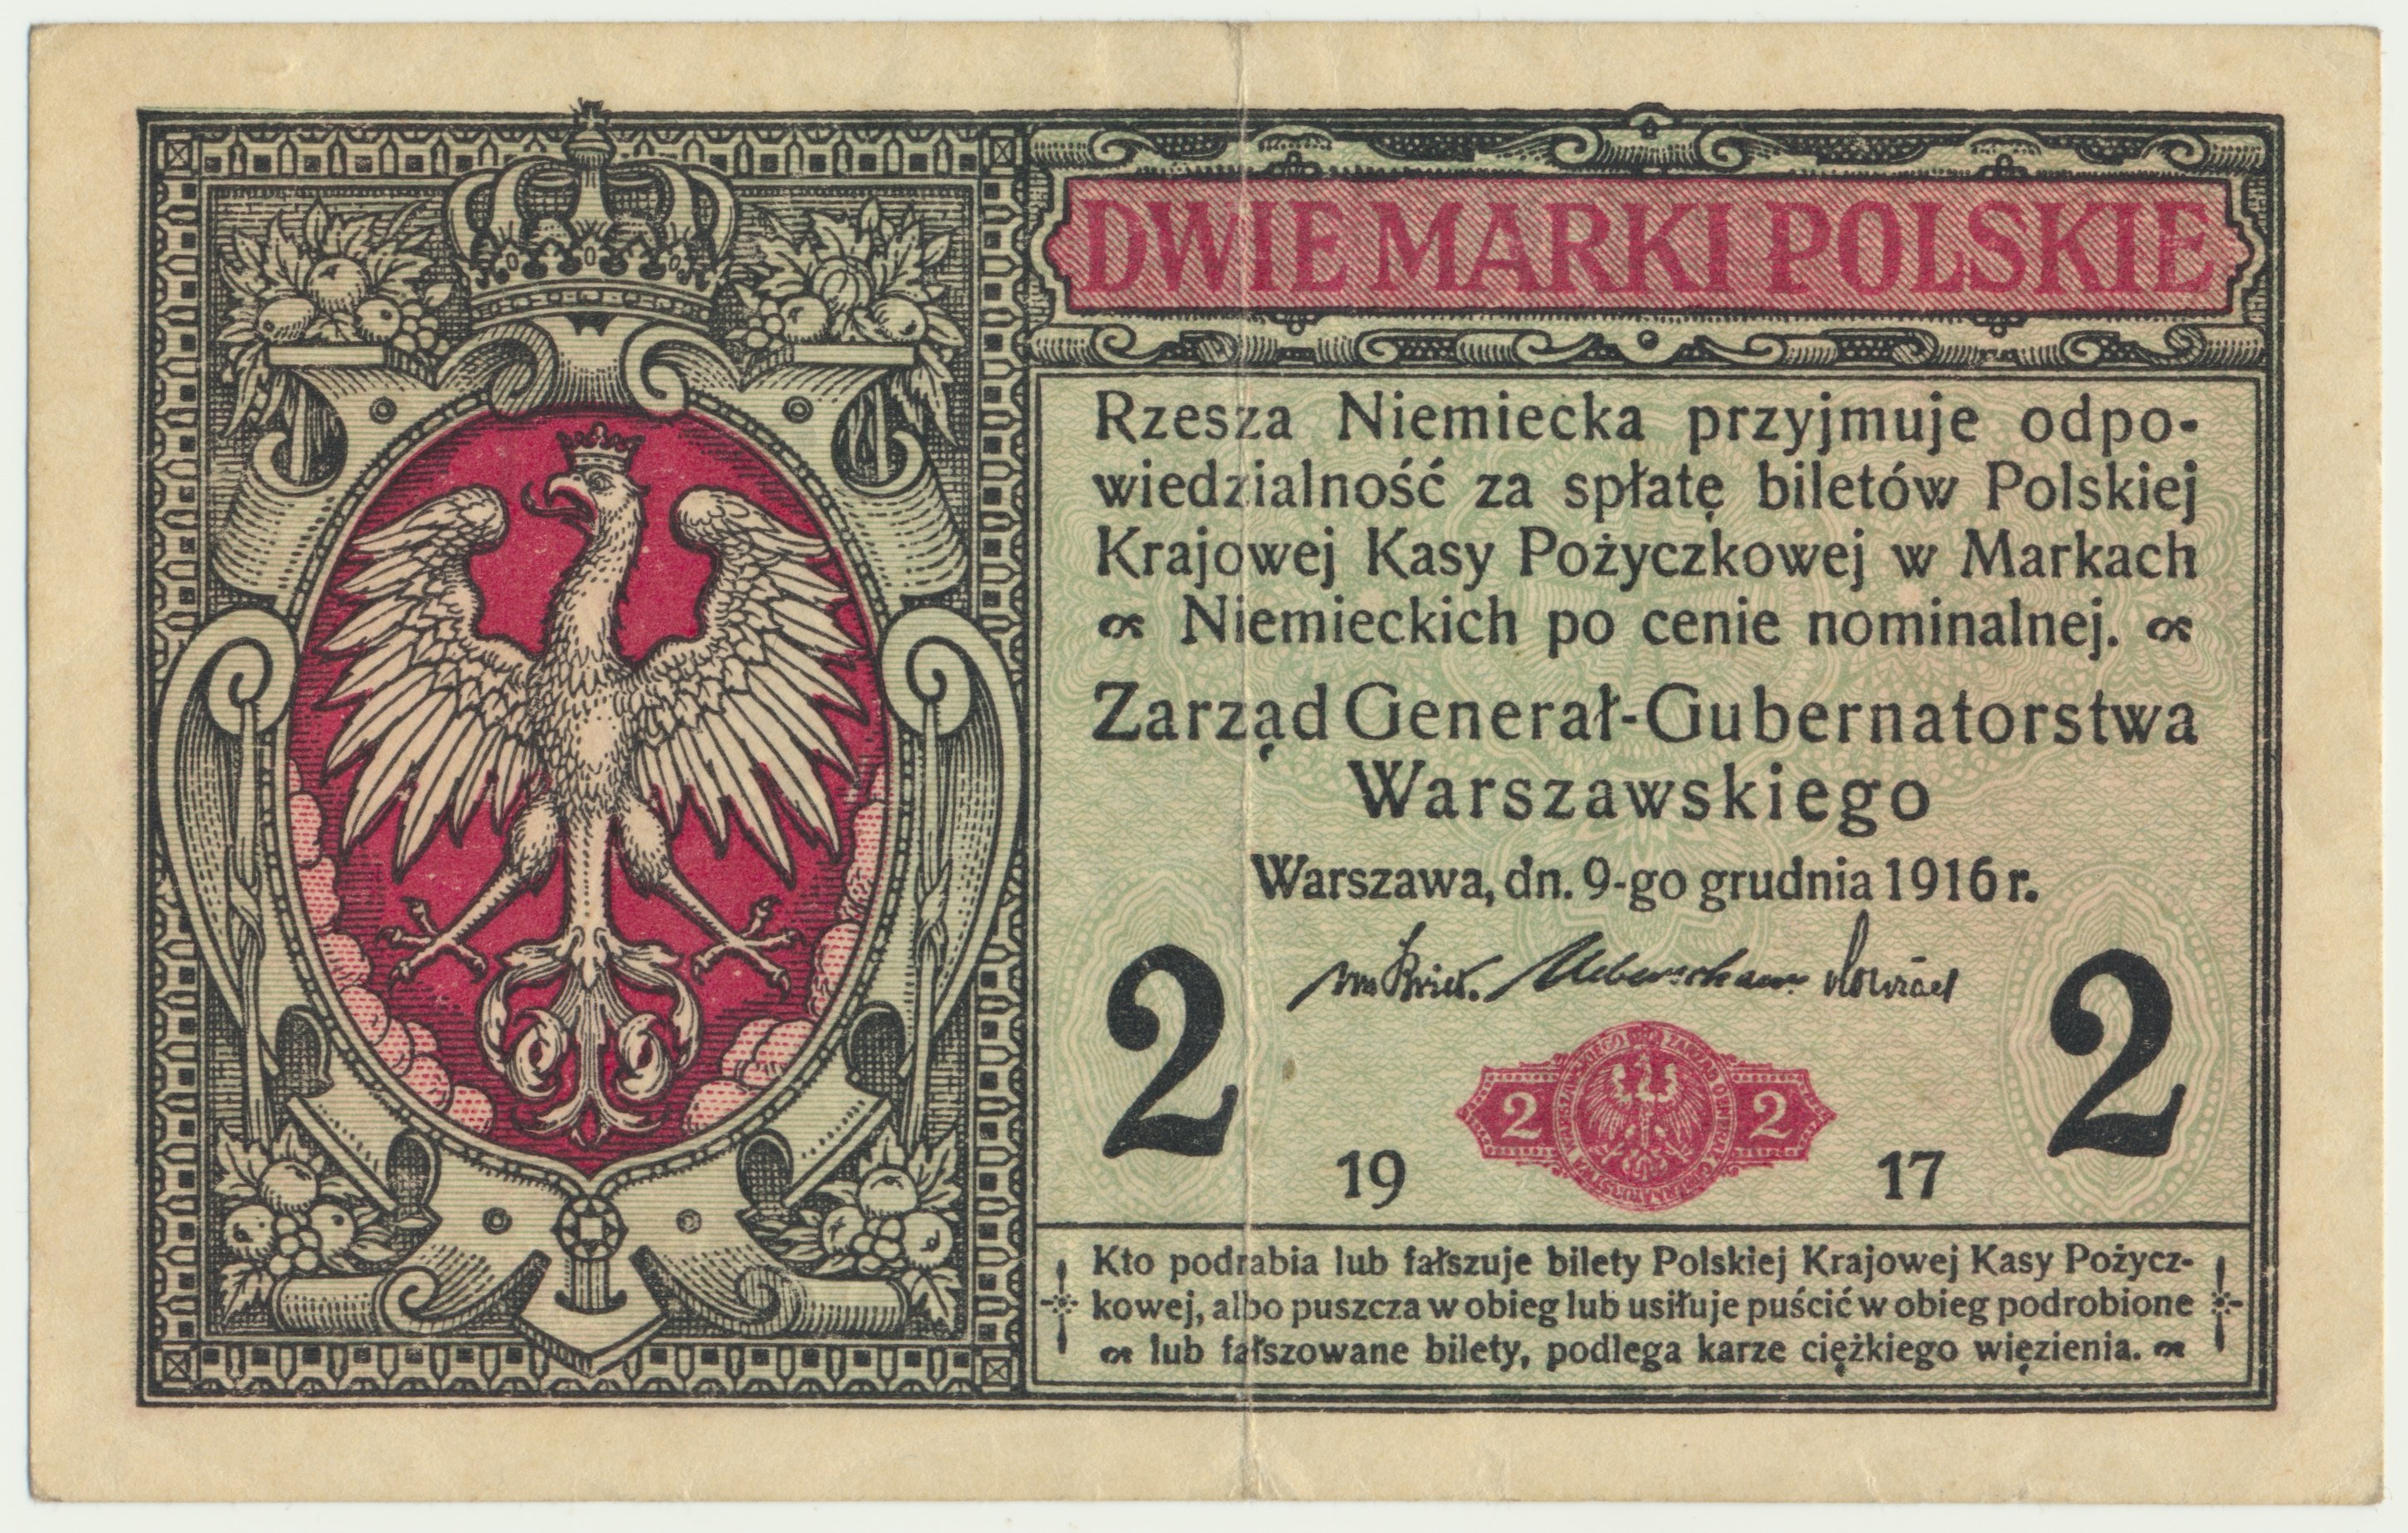 DWIE MARKI POLSKIE
Rzesza Niemiecka przyjmuje odpo-
wiedzialność za spłatę biletów Polskiej
Krajowej Kasy Pożyczkowej w Markach
Niemieckich po cenie nominalnej.
Zarząd Generał-Gubernatorstwa
Warszawskiego
Warszawa, dn. 9-go grudnia 1916 r.
2 2
2 2
19 17
Kto podrabia lub fałszuje bilety Polskiej Krajowej Kasy Pożycz-
kowej, albo puszcza w obieg lub usiłuje puścić w obieg podrobione
lub fałszowane bilety, podlega karze ciężkiego więzienia.